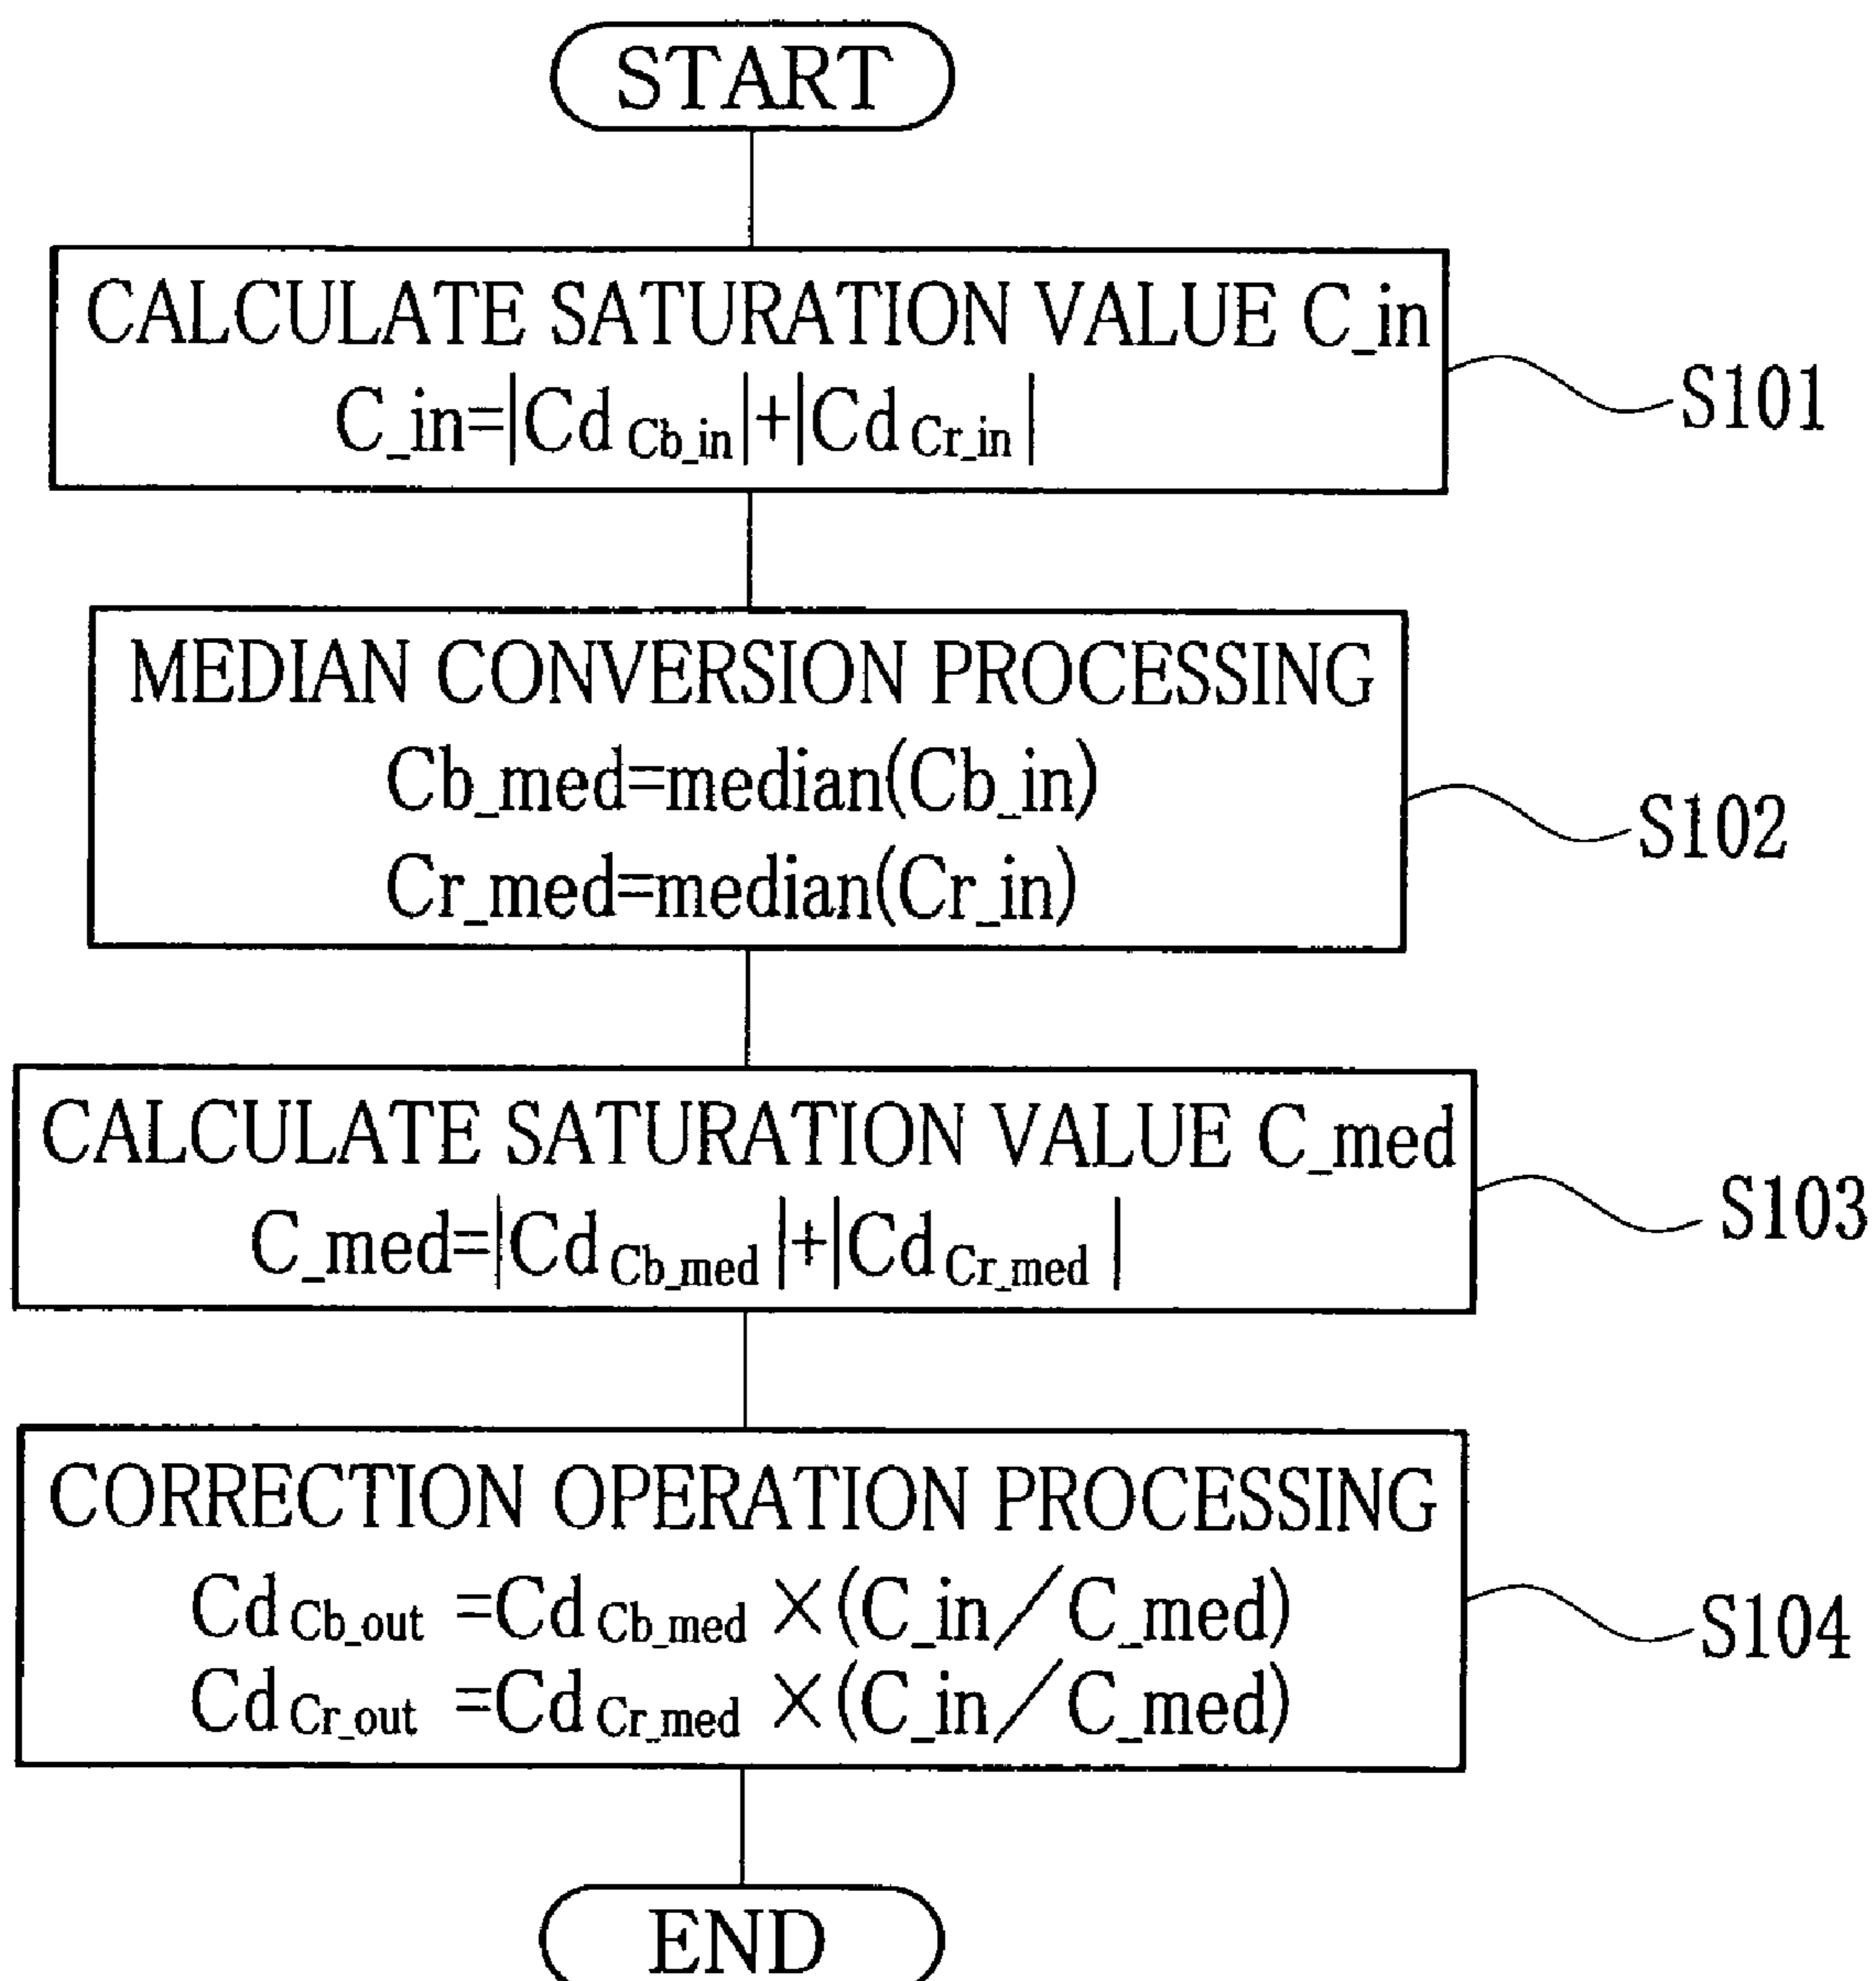 START
CALCULATE SATURATION VALUE C_in
C_in=|Cd Cb_in|+|Cd Cr_in|
S101
MEDIAN CONVERSION PROCESSING
Cb_med=median(Cb_in)
Cr_med=median(Cr_in)
S102
CALCULATE SATURATION VALUE C_med
C_med=|Cd Cb_med|+|Cd Cr_med|
S103
CORRECTION OPERATION PROCESSING
Cd Cb_out =Cd Cb_med ×(C_in/C_med)
Cd Cr_out =Cd Cr_med ×(C_in/C_med)
S104
END